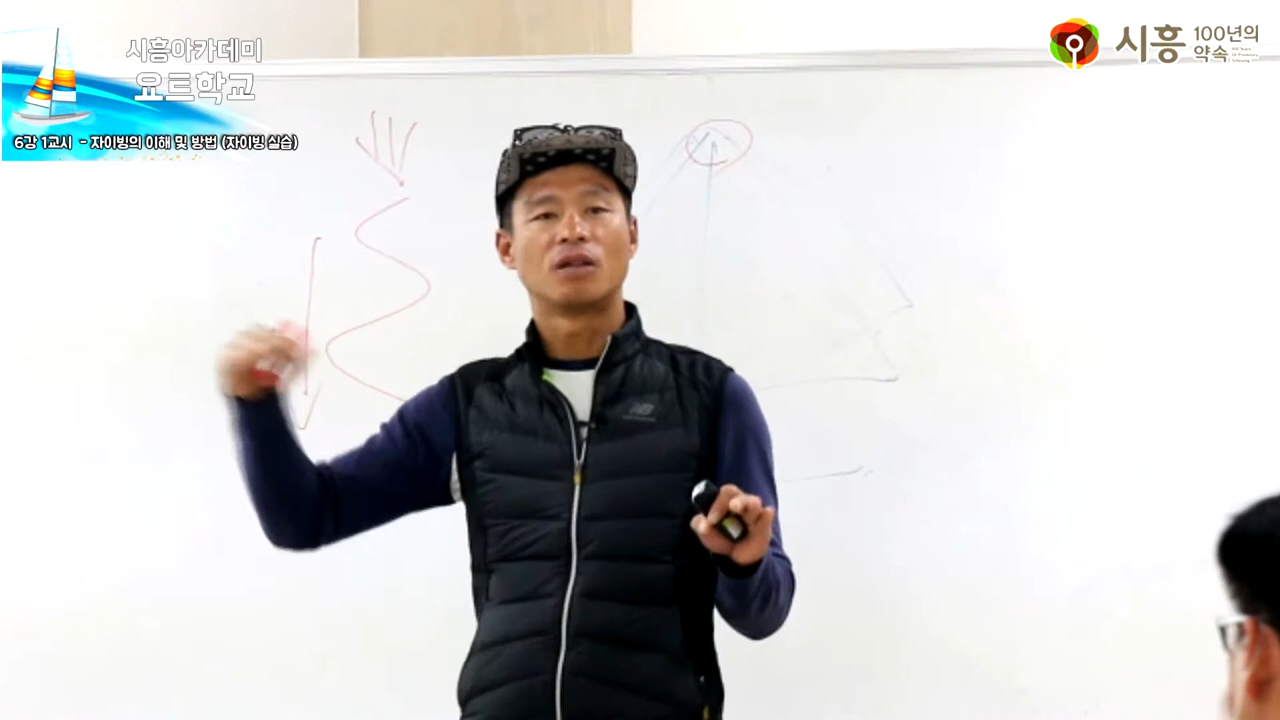 시흥아카데미
요트학교
6강 1교시 - 자이빙의 이해 및 방법 (자이빙 실습)
시흥 100년의
약속